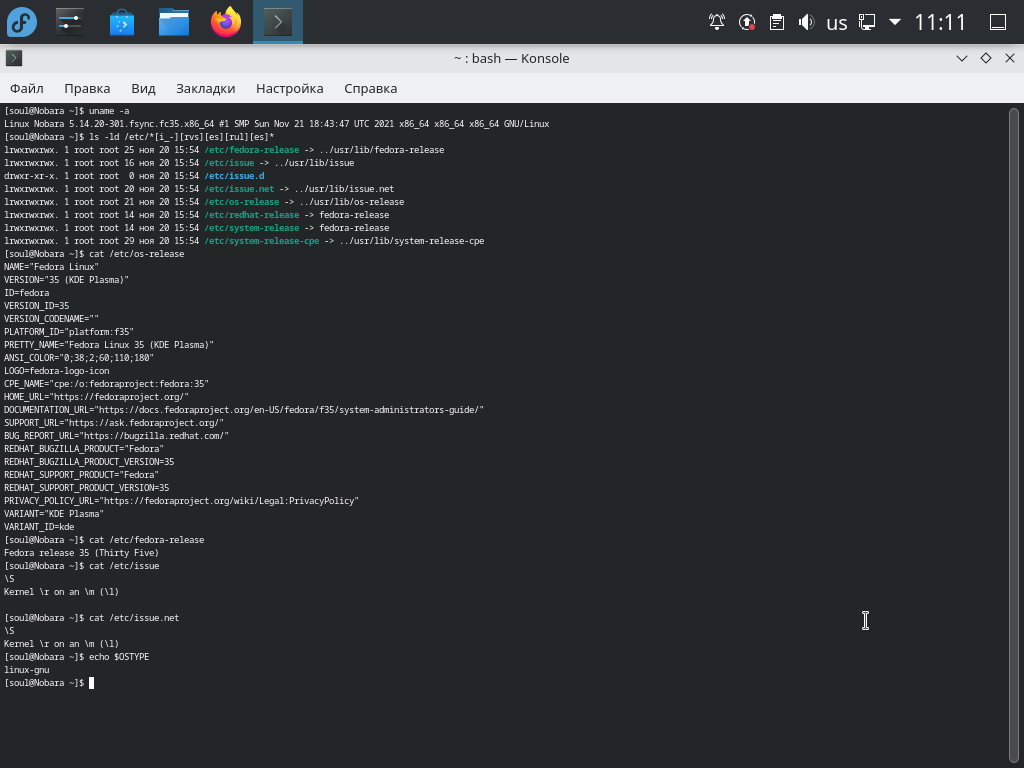 us 11:11
~ : bash — Konsole
Файл Правка Вид Закладки Настройка Справка
[soul@Nobara ~]$ uname -a
Linux Nobara 5.14.20-301.fsync.fc35.x86_64 #1 SMP Sun Nov 21 18:43:47 UTC 2021 x86_64 x86_64 x86_64 GNU/Linux
[soul@Nobara ~]$ ls -ld /etc/*[i_-][rvs][es][rul][es]*
lrwxrwxrwx. 1 root root 25 ноя 20 15:54 /etc/fedora-release -> ../usr/lib/fedora-release
lrwxrwxrwx. 1 root root 16 ноя 20 15:54 /etc/issue -> ../usr/lib/issue
drwxr-xr-x. 1 root root  0 ноя 20 15:54 /etc/issue.d
lrwxrwxrwx. 1 root root 20 ноя 20 15:54 /etc/issue.net -> ../usr/lib/issue.net
lrwxrwxrwx. 1 root root 21 ноя 20 15:54 /etc/os-release -> ../usr/lib/os-release
lrwxrwxrwx. 1 root root 14 ноя 20 15:54 /etc/redhat-release -> fedora-release
lrwxrwxrwx. 1 root root 14 ноя 20 15:54 /etc/system-release -> fedora-release
lrwxrwxrwx. 1 root root 29 ноя 20 15:54 /etc/system-release-cpe -> ../usr/lib/system-release-cpe
[soul@Nobara ~]$ cat /etc/os-release
NAME="Fedora Linux"
VERSION="35 (KDE Plasma)"
ID=fedora
VERSION_ID=35
VERSION_CODENAME=""
PLATFORM_ID="platform:f35"
PRETTY_NAME="Fedora Linux 35 (KDE Plasma)"
ANSI_COLOR="0;38;2;60;110;180"
LOGO=fedora-logo-icon
CPE_NAME="cpe:/o:fedoraproject:fedora:35"
HOME_URL="https://fedoraproject.org/"
DOCUMENTATION_URL="https://docs.fedoraproject.org/en-US/fedora/f35/system-administrators-guide/"
SUPPORT_URL="https://ask.fedoraproject.org/"
BUG_REPORT_URL="https://bugzilla.redhat.com/"
REDHAT_BUGZILLA_PRODUCT="Fedora"
REDHAT_BUGZILLA_PRODUCT_VERSION=35
REDHAT_SUPPORT_PRODUCT="Fedora"
REDHAT_SUPPORT_PRODUCT_VERSION=35
PRIVACY_POLICY_URL="https://fedoraproject.org/wiki/Legal:PrivacyPolicy"
VARIANT="KDE Plasma"
VARIANT_ID=kde
[soul@Nobara ~]$ cat /etc/fedora-release
Fedora release 35 (Thirty Five)
[soul@Nobara ~]$ cat /etc/issue
\S
Kernel \r on an \m (\l)
[soul@Nobara ~]$ cat /etc/issue.net
\S
Kernel \r on an \m (\l)
[soul@Nobara ~]$ echo $OSTYPE
linux-gnu
[soul@Nobara ~]$